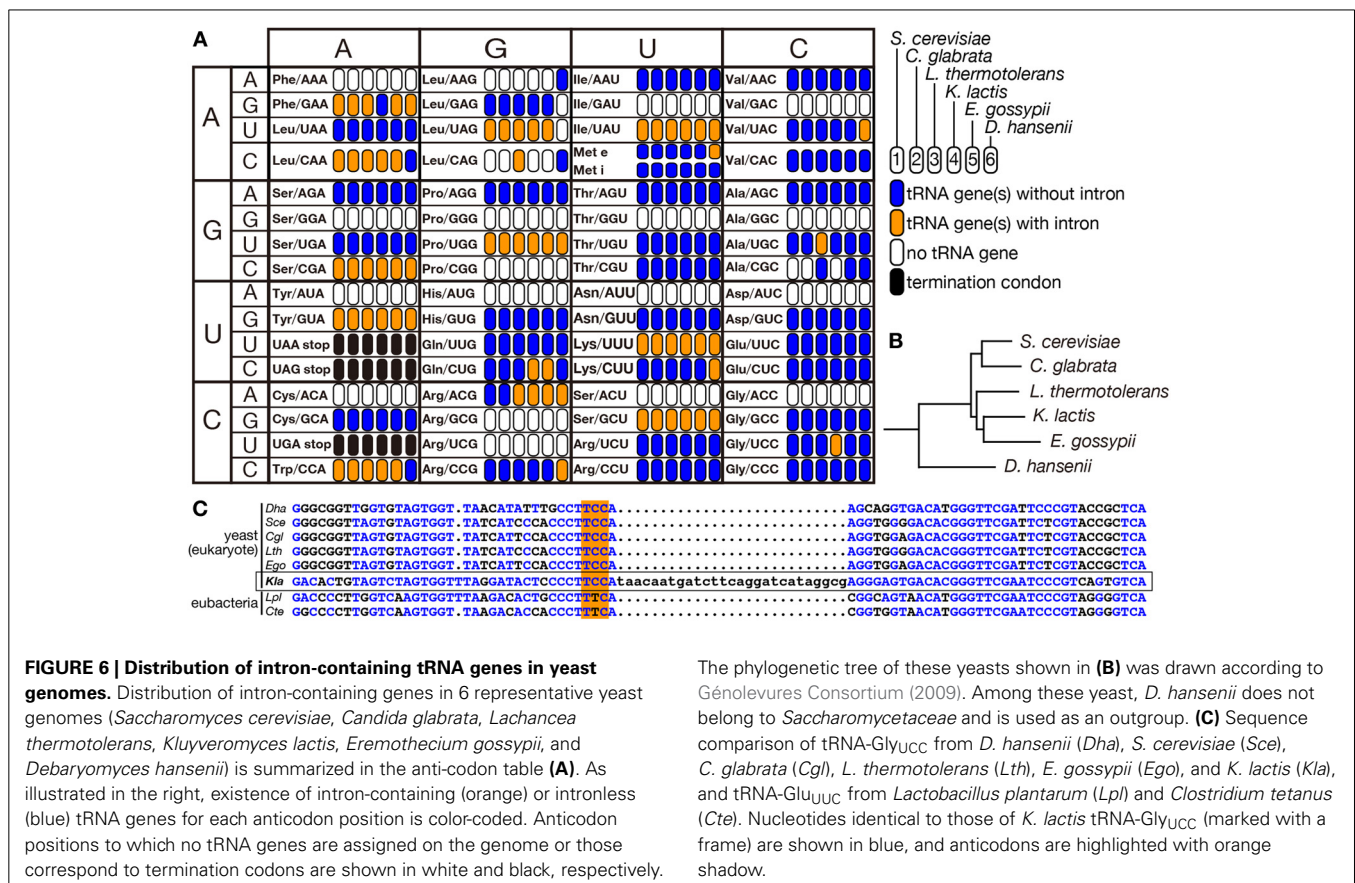 A
A G U C
S. cerevisiae
C. glabrata
L. thermotolerans
K. lactis
E. gossypii
D. hansenii
1 2 3 4 5 6
tRNA gene(s) without intron
tRNA gene(s) with intron
no tRNA gene
termination condon
A
A Phe/AAA Leu/AAG Ile/AAU Val/AAC
G Phe/GAA Leu/GAG Ile/GAU Val/GAC
U Leu/UAA Leu/UAG Ile/UAU Val/UAC
C Leu/CAA Leu/CAG Met e Val/CAC
Met i
G
A Ser/AGA Pro/AGG Thr/AGU Ala/AGC
G Ser/GGA Pro/GGG Thr/GGU Ala/GGC
U Ser/UGA Pro/UGG Thr/UGU Ala/UGC
C Ser/CGA Pro/CGG Thr/CGU Ala/CGC
U
A Tyr/AUA His/AUG Asn/AUU Asp/AUC
G Tyr/GUA His/GUG Asn/GUU Asp/GUC
U UAA stop Gln/UUG Lys/UUU Glu/UUC
C UAG stop Gln/CUG Lys/CUU Glu/CUC
C
A Cys/ACA Arg/ACG Ser/ACU Gly/ACC
G Cys/GCA Arg/GCG Ser/GCU Gly/GCC
U UGA stop Arg/UCG Arg/UCU Gly/UCC
C Trp/CCA Arg/CCG Arg/CCU Gly/CCC
B
S. cerevisiae
C. glabrata
L. thermotolerans
K. lactis
E. gossypii
D. hansenii
C
yeast
(eukaryote)
eubacteria
Dha GGGCGGTTGGTGTAGTGGT.TAACATATTTGCCTTCCA..........................AGCAGGTGACATGGGTTCGATTCCCGTACCGCTCA
Sce GGGCGGTTAGTGTAGTGGT.TATCATCCCACCCTTCCA..........................AGGTGGGGACACGGGTTCGATTCTCGTACCGCTCA
Cgl GGGCGGTTAGTGTAGTGGT.TATCATTCCACCCTTCCA..........................AGGTGGAGACACGGGTTCGATTCTCGTACCGCTCA
Lth GGGCGGTTAGTGTAGTGGT.TATCATCCCACCCTTCCA..........................AGGTGGGGACACGGGTTCGATTCTCGTACCGCTCA
Ego GGGCGGTTAGTGTAGTGGT.TATCATTCCACCCTTCCA..........................AGGTGGAGACACGGGTTCGATTCTCGTACCGCTCA
Kla GACACTGTAGTCTAGTGGTTTAGGATACTCCCCTTCCAtaacaatgatcttcaggatcataggcgAGGGAGTGACACGGGTTCGAATCCCGTCAGTGTCA
Lpl GACCCCTTGGTCAAGTGGTTTAAGACACTGCCCTTTCA..........................CGGCAGTAACATGGGTTCGAATCCCGTAGGGGTCA
Cte GGCCCCTTGGTCAAGTGGT.TAAGACACCACCCTTTCA..........................CGGTGGTAACATGGGTTCGAATCCCGTAGGGGTCA
FIGURE 6 | Distribution of intron-containing tRNA genes in yeast
genomes. Distribution of intron-containing genes in 6 representative yeast
genomes (Saccharomyces cerevisiae, Candida glabrata, Lachancea
thermotolerans, Kluyveromyces lactis, Eremothecium gossypii, and
Debaryomyces hansenii) is summarized in the anti-codon table (A). As
illustrated in the right, existence of intron-containing (orange) or intronless
(blue) tRNA genes for each anticodon position is color-coded. Anticodon
positions to which no tRNA genes are assigned on the genome or those
correspond to termination codons are shown in white and black, respectively.
The phylogenetic tree of these yeasts shown in (B) was drawn according to
Génolevures Consortium (2009). Among these yeast, D. hansenii does not
belong to Saccharomycetaceae and is used as an outgroup. (C) Sequence
comparison of tRNA-GlyUCC from D. hansenii (Dha), S. cerevisiae (Sce),
C. glabrata (Cgl), L. thermotolerans (Lth), E. gossypii (Ego), and K. lactis (Kla),
and tRNA-GluUUC from Lactobacillus plantarum (Lpl) and Clostridium tetanus
(Cte). Nucleotides identical to those of K. lactis tRNA-GlyUCC (marked with a
frame) are shown in blue, and anticodons are highlighted with orange
shadow.